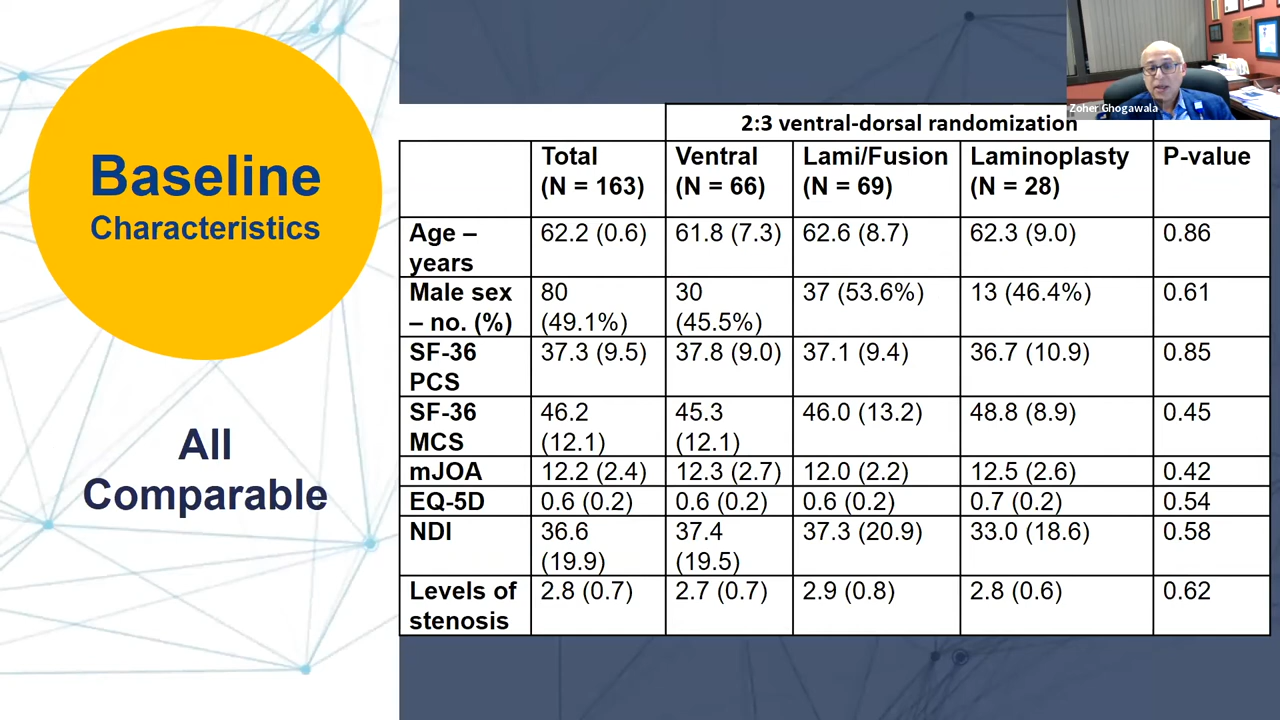 Baseline
Characteristics
All
Comparable
Zoher Ghogawala
2:3 ventral-dorsal randomization
Total
(N = 163)
Ventral
(N = 66)
Lami/Fusion
(N = 69)
Laminoplasty
(N = 28)
P-value
Age –
years
62.2 (0.6)
61.8 (7.3)
62.6 (8.7)
62.3 (9.0)
0.86
Male sex
– no. (%)
80
(49.1%)
30
(45.5%)
37 (53.6%)
13 (46.4%)
0.61
SF-36
PCS
37.3 (9.5)
37.8 (9.0)
37.1 (9.4)
36.7 (10.9)
0.85
SF-36
MCS
46.2
(12.1)
45.3
(12.1)
46.0 (13.2)
48.8 (8.9)
0.45
mJOA
12.2 (2.4)
12.3 (2.7)
12.0 (2.2)
12.5 (2.6)
0.42
EQ-5D
0.6 (0.2)
0.6 (0.2)
0.6 (0.2)
0.7 (0.2)
0.54
NDI
36.6
(19.9)
37.4
(19.5)
37.3 (20.9)
33.0 (18.6)
0.58
Levels of
stenosis
2.8 (0.7)
2.7 (0.7)
2.9 (0.8)
2.8 (0.6)
0.62